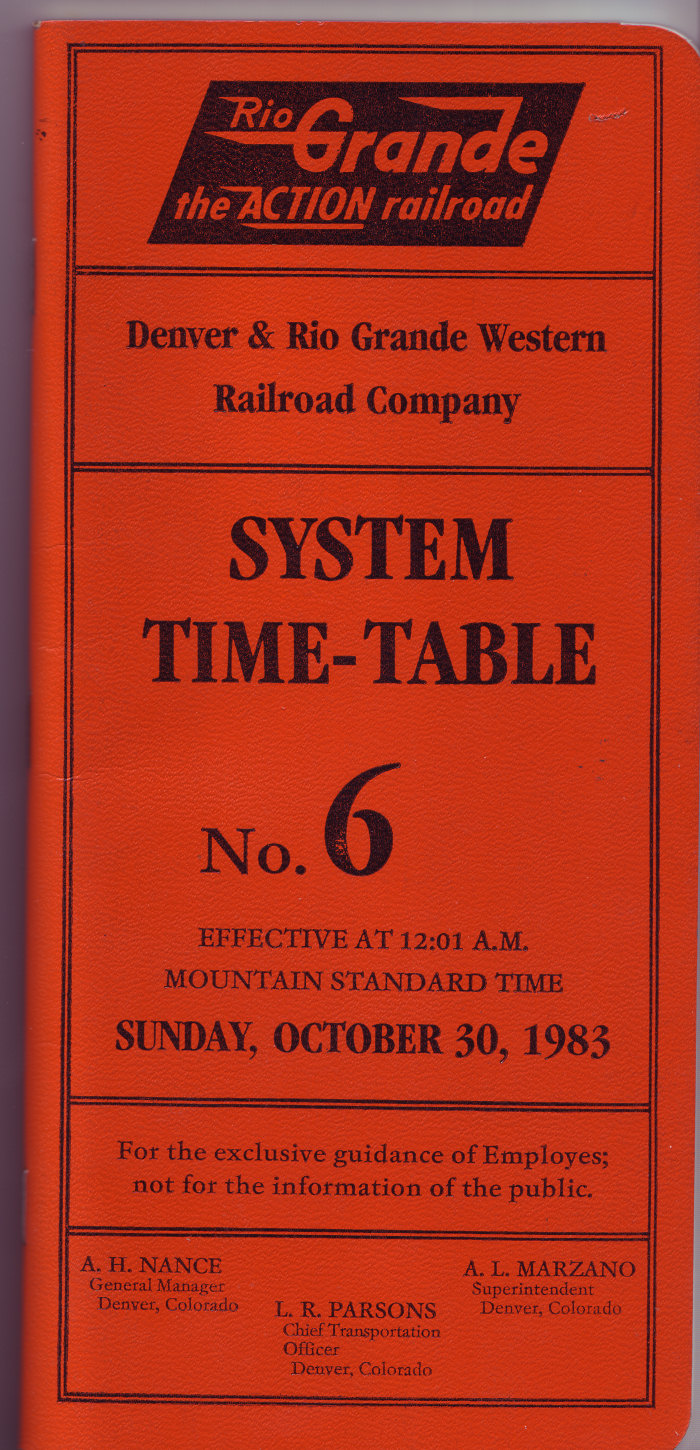 Rio Grande
the ACTION railroad
Denver & Rio Grande Western
Railroad Company
SYSTEM
TIME-TABLE
No. 6
EFFECTIVE AT 12:01 A.M.
MOUNTAIN STANDARD TIME
SUNDAY, OCTOBER 30, 1983
For the exclusive guidance of Employes;
not for the information of the public.
A. H. NANCE
General Manager
Denver, Colorado
L. R. PARSONS
Chief Transportation
Officer
Denver, Colorado
A. L. MARZANO
Superintendent
Denver, Colorado